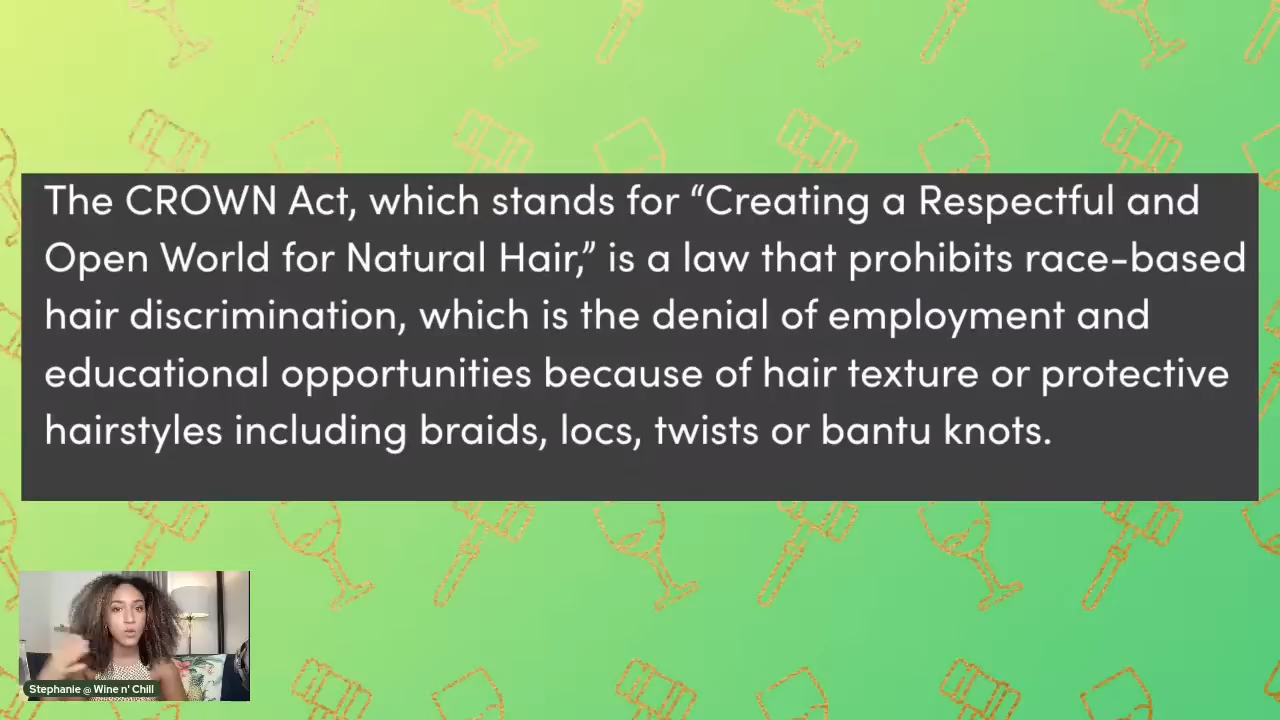 The CROWN Act, which stands for “Creating a Respectful and
Open World for Natural Hair,” is a law that prohibits race-based
hair discrimination, which is the denial of employment and
educational opportunities because of hair texture or protective
hairstyles including braids, locs, twists or bantu knots.
Stephanie @ Wine n' Chill